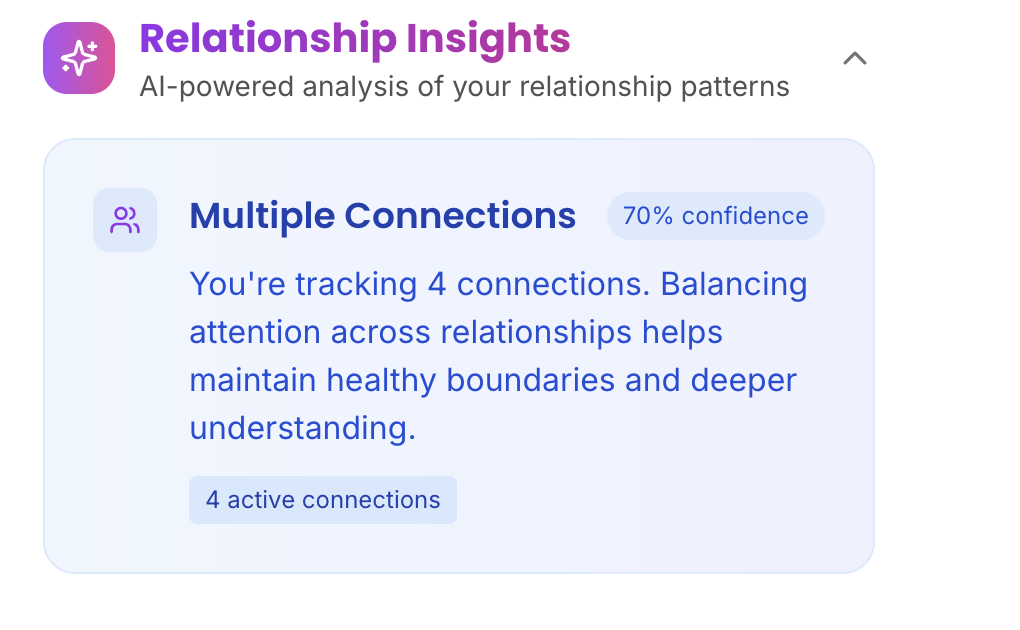 Relationship Insights
AI-powered analysis of your relationship patterns
Multiple Connections
70% confidence
You're tracking 4 connections. Balancing
attention across relationships helps
maintain healthy boundaries and deeper
understanding.
4 active connections